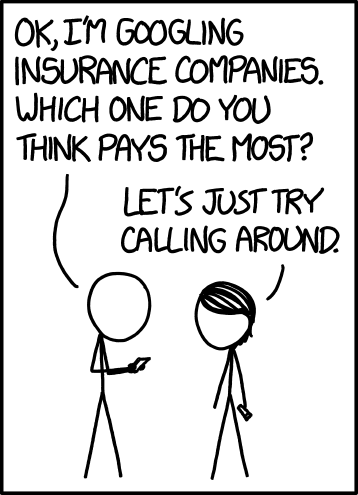 OK, I'M GOOGLING
INSURANCE COMPANIES.
WHICH ONE DO YOU
THINK PAYS THE MOST?
LET'S JUST TRY
CALLING AROUND.